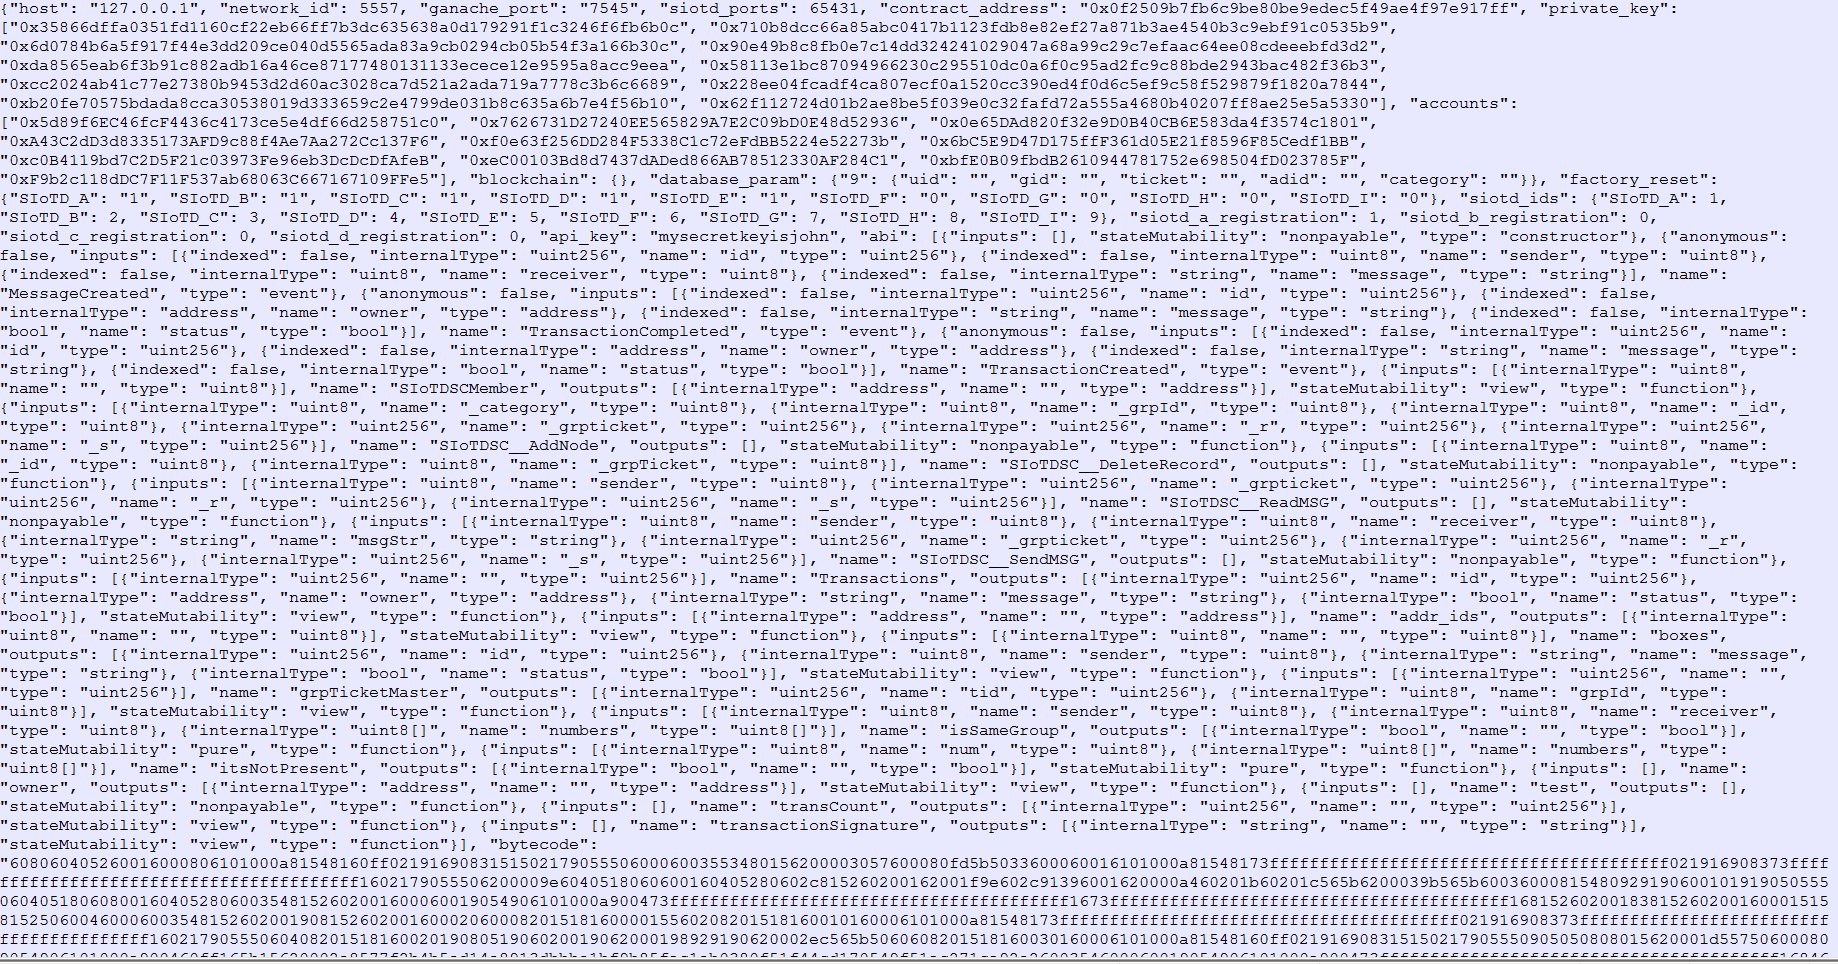 {"host": "127.0.0.1", "network_id": 5557, "ganache_port": "7545", "siotd_ports": 65431, "contract_address": "0x0f2509b7fb6c9be80be9edec5f49ae4f97e917ff", "private_key":
["0x35866dffa0351fd1160cf22eb66ff7b3dc635638a0d179291f1c3246f6fb6b0c", "0x710b8dcc66a85abc0417b1123fdb8e82ef27a871b3ae4540b3c9ebf91c0535b9",
"0x6d0784b6a5f917f44e3dd209ce040d5565ada83a9cb0294cb05b54f3a166b30c", "0x90e49b8c8fb0e7c14dd324241029047a68a99c29c7efaac64ee08cdeeebfd3d2",
"0xda8565eab6f3b91c882adb16a46ce87177480131133ecece12e9595a8acc9eea", "0x58113e1bc87094966230c295510dc0a6f0c95ad2fc9c88bde2943bac482f36b3",
"0xcc2024ab41c77e27380b9453d2d60ac3028ca7d521a2ada719a7778c3b6c6689", "0x228ee04fcadf4ca807ecf0a1520cc390ed4f0d6c5ef9c58f529879f1820a7844",
"0xb20fe70575bdada8cca30538019d333659c2e4799de031b8c635a6b7e4f56b10", "0x62f112724d01b2ae8be5f039e0c32fafd72a555a4680b40207ff8ae25e5a5330"], "accounts":
["0x5d89f6EC46fcF4436c4173ce5e4df66d258751c0", "0x7626731D27240EE565829A7E2C09bD0E48d52936", "0x0e65DAd820f32e9D0B40CB6E583da4f3574c1801",
"0xA43C2dD3d8335173AFD9c88f4Ae7Aa272Cc137F6", "0xf0e63f256DD284F5338C1c72eFdBB5224e52273b", "0x6bC5E9D47D175ffF361d05E21f8596F85Cedf1BB",
"0xc0B4119bd7C2D5F21c03973Fe96eb3DcDcDfAfeB", "0xeC00103Bd8d7437dADed866AB78512330AF284C1", "0xbfE0B09fbdB2610944781752e698504fD023785F",
"0xF9b2c118dDC7F11F537ab68063C667167109FFe5"], "blockchain": {}, "database_param": {"9": {"uid": "", "gid": "", "ticket": "", "adid": "", "category": ""}}, "factory_reset":
{"SIoTD_A": "1", "SIoTD_B": "1", "SIoTD_C": "1", "SIoTD_D": "1", "SIoTD_E": "1", "SIoTD_F": "0", "SIoTD_G": "0", "SIoTD_H": "0", "SIoTD_I": "0"}, "siotd_ids": {"SIoTD_A": 1,
"SIoTD_B": 2, "SIoTD_C": 3, "SIoTD_D": 4, "SIoTD_E": 5, "SIoTD_F": 6, "SIoTD_G": 7, "SIoTD_H": 8, "SIoTD_I": 9}, "siotd_a_registration": 1, "siotd_b_registration": 0,
"siotd_c_registration": 0, "siotd_d_registration": 0, "api_key": "mysecretkeyisjohn", "abi": [{"inputs": [], "stateMutability": "nonpayable", "type": "constructor"}, {"anonymous":
false, "inputs": [{"indexed": false, "internalType": "uint256", "name": "id", "type": "uint256"}, {"indexed": false, "internalType": "uint8", "name": "sender", "type": "uint8"},
{"indexed": false, "internalType": "uint8", "name": "receiver", "type": "uint8"}, {"indexed": false, "internalType": "string", "name": "message", "type": "string"}], "name":
"MessageCreated", "type": "event"}, {"anonymous": false, "inputs": [{"indexed": false, "internalType": "uint256", "name": "id", "type": "uint256"}, {"indexed": false,
"internalType": "address", "name": "owner", "type": "address"}, {"indexed": false, "internalType": "string", "name": "message", "type": "string"}, {"indexed": false, "internalType":
"bool", "name": "status", "type": "bool"}], "name": "TransactionCompleted", "type": "event"}, {"anonymous": false, "inputs": [{"indexed": false, "internalType": "uint256", "name":
"id", "type": "uint256"}, {"indexed": false, "internalType": "address", "name": "owner", "type": "address"}, {"indexed": false, "internalType": "string", "name": "message", "type":
"string"}, {"indexed": false, "internalType": "bool", "name": "status", "type": "bool"}], "name": "TransactionCreated", "type": "event"}, {"inputs": [{"internalType": "uint8",
"name": "", "type": "uint8"}], "name": "SIoTDSCMember", "outputs": [{"internalType": "address", "name": "", "type": "address"}], "stateMutability": "view", "type": "function"},
{"inputs": [{"internalType": "uint8", "name": "_category", "type": "uint8"}, {"internalType": "uint8", "name": "_grpId", "type": "uint8"}, {"internalType": "uint8", "name": "_id",
"type": "uint8"}, {"internalType": "uint256", "name": "_grpticket", "type": "uint256"}, {"internalType": "uint256", "name": "_r", "type": "uint256"}, {"internalType": "uint256",
"name": "_s", "type": "uint256"}], "name": "SIoTDSC__AddNode", "outputs": [], "stateMutability": "nonpayable", "type": "function"}, {"inputs": [{"internalType": "uint8", "name":
"_id", "type": "uint8"}, {"internalType": "uint8", "name": "_grpTicket", "type": "uint8"}], "name": "SIoTDSC__DeleteRecord", "outputs": [], "stateMutability": "nonpayable", "type":
"function"}, {"inputs": [{"internalType": "uint8", "name": "sender", "type": "uint8"}, {"internalType": "uint256", "name": "_grpticket", "type": "uint256"}, {"internalType":
"uint256", "name": "_r", "type": "uint256"}, {"internalType": "uint256", "name": "_s", "type": "uint256"}], "name": "SIoTDSC__ReadMSG", "outputs": [], "stateMutability":
"nonpayable", "type": "function"}, {"inputs": [{"internalType": "uint8", "name": "sender", "type": "uint8"}, {"internalType": "uint8", "name": "receiver", "type": "uint8"},
{"internalType": "string", "name": "msgStr", "type": "string"}, {"internalType": "uint256", "name": "_grpticket", "type": "uint256"}, {"internalType": "uint256", "name": "_r",
"type": "uint256"}, {"internalType": "uint256", "name": "_s", "type": "uint256"}], "name": "SIoTDSC__SendMSG", "outputs": [], "stateMutability": "nonpayable", "type": "function"},
{"inputs": [{"internalType": "uint256", "name": "", "type": "uint256"}], "name": "Transactions", "outputs": [{"internalType": "uint256", "name": "id", "type": "uint256"},
{"internalType": "address", "name": "owner", "type": "address"}, {"internalType": "string", "name": "message", "type": "string"}, {"internalType": "bool", "name": "status", "type":
"bool"}], "stateMutability": "view", "type": "function"}, {"inputs": [{"internalType": "address", "name": "", "type": "address"}], "name": "addr_ids", "outputs": [{"internalType":
"uint8", "name": "", "type": "uint8"}], "stateMutability": "view", "type": "function"}, {"inputs": [{"internalType": "uint8", "name": "", "type": "uint8"}], "name": "boxes",
"outputs": [{"internalType": "uint256", "name": "id", "type": "uint256"}, {"internalType": "uint8", "name": "sender", "type": "uint8"}, {"internalType": "string", "name": "message",
"type": "string"}, {"internalType": "bool", "name": "status", "type": "bool"}], "stateMutability": "view", "type": "function"}, {"inputs": [{"internalType": "uint256", "name": "",
"type": "uint256"}], "name": "grpTicketMaster", "outputs": [{"internalType": "uint256", "name": "tid", "type": "uint256"}, {"internalType": "uint8", "name": "grpId", "type":
"uint8"}], "stateMutability": "view", "type": "function"}, {"inputs": [{"internalType": "uint8", "name": "sender", "type": "uint8"}, {"internalType": "uint8", "name": "receiver",
"type": "uint8"}, {"internalType": "uint8[]", "name": "numbers", "type": "uint8[]"}], "name": "isSameGroup", "outputs": [{"internalType": "bool", "name": "", "type": "bool"}],
"stateMutability": "pure", "type": "function"}, {"inputs": [{"internalType": "uint8", "name": "num", "type": "uint8"}, {"internalType": "uint8[]", "name": "numbers", "type":
"uint8[]"}], "name": "itsNotPresent", "outputs": [{"internalType": "bool", "name": "", "type": "bool"}], "stateMutability": "pure", "type": "function"}, {"inputs": [], "name":
"owner", "outputs": [{"internalType": "address", "name": "", "type": "address"}], "stateMutability": "view", "type": "function"}, {"inputs": [], "name": "test", "outputs": [],
"stateMutability": "nonpayable", "type": "function"}, {"inputs": [], "name": "transCount", "outputs": [{"internalType": "uint256", "name": "", "type": "uint256"}],
"stateMutability": "view", "type": "function"}, {"inputs": [], "name": "transactionSignature", "outputs": [{"internalType": "string", "name": "", "type": "string"}],
"stateMutability": "view", "type": "function"}], "bytecode":